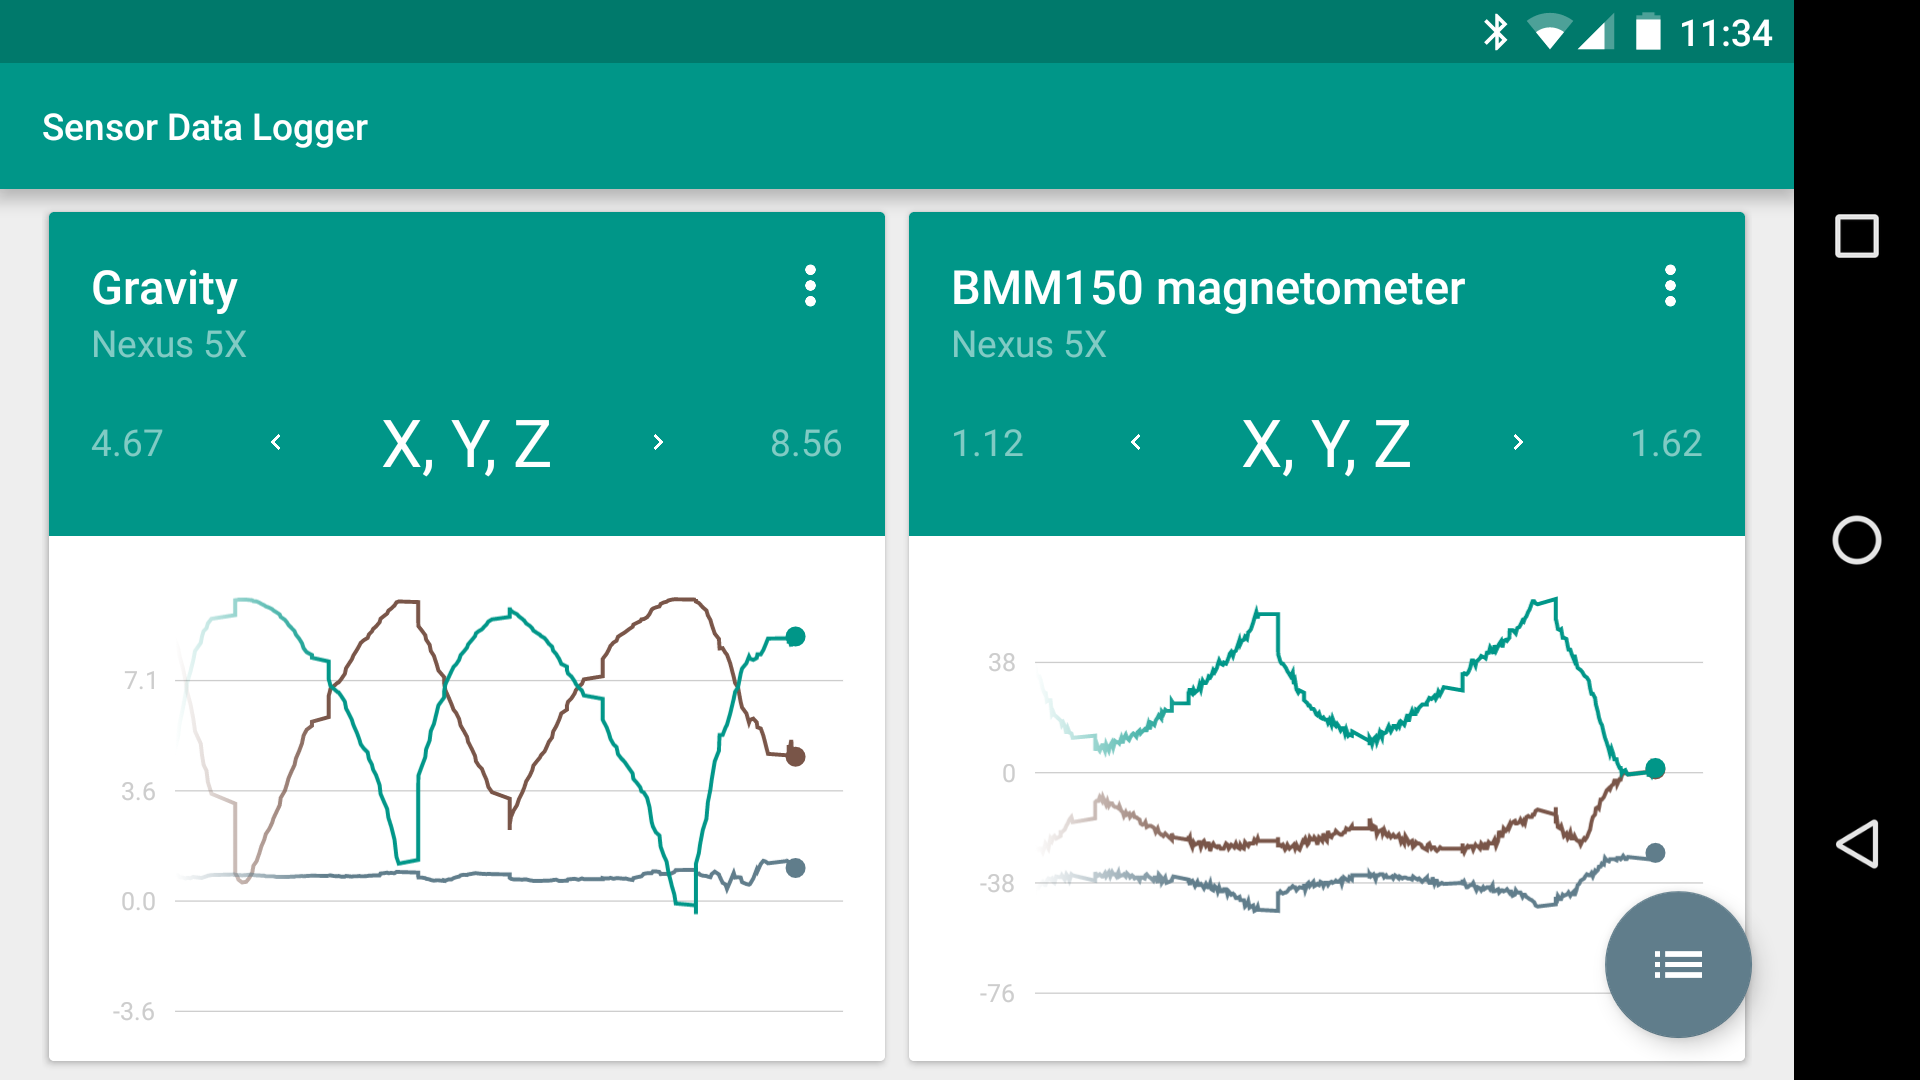 11:34
Sensor Data Logger
Gravity
Nexus 5X
4.67 < X, Y, Z > 8.56
7.1
3.6
0.0
-3.6
BMM150 magnetometer
Nexus 5X
1.12 < X, Y, Z > 1.62
38
0
-38
-76